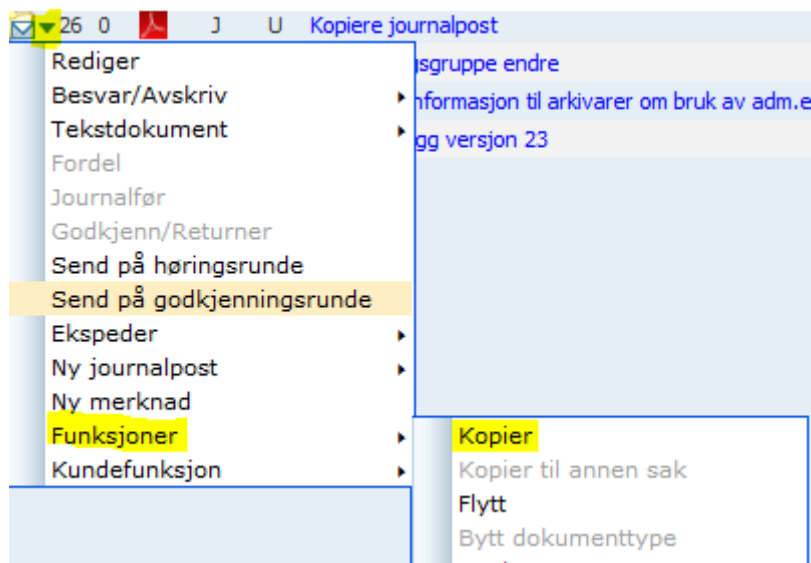 26 0 J U Kopiere journalpost
Rediger
gsgruppe endre
Besvar/Avskriv
nformasjon til arkivarer om bruk av adm.e
Tekstdokument
gg versjon 23
Fordel
Journalfør
Godkjenn/Returner
Send på høringsrunde
Send på godkjenningsrunde
Ekspeder
Ny journalpost
Ny merknad
Funksjoner
Kopier
Kundefunksjon
Kopier til annen sak
Flytt
Bytt dokumenttype